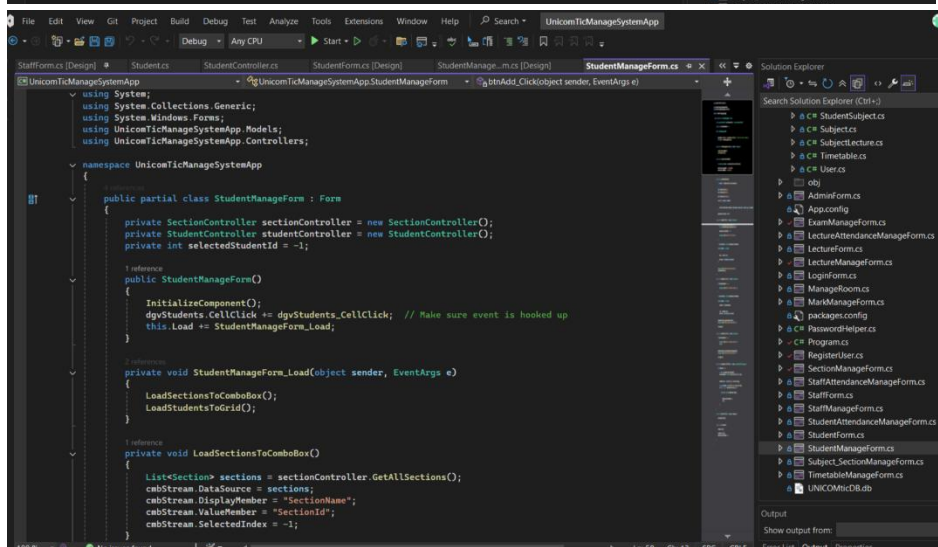 File Edit View Git Project Build Debug Test Analyze Tools Extensions Window Help Search UnicomTicManageSystemApp
Debug Any CPU Start
StaffForm.cs [Design] Student.cs StudentController.cs StudentForm.cs [Design] StudentManage...m.cs [Design] StudentManageForm.cs
UnicomTicManageSystemApp UnicomTicManageSystemApp.StudentManageForm btnAdd_Click(object sender, EventArgs e)
using System;
using System.Collections.Generic;
using System.Windows.Forms;
using UnicomTicManageSystemApp.Models;
using UnicomTicManageSystemApp.Controllers;
namespace UnicomTicManageSystemApp
{
public partial class StudentManageForm : Form
{
private SectionController sectionController = new SectionController();
private StudentController studentController = new StudentController();
private int selectedStudentId = -1;
1 reference
public StudentManageForm()
{
InitializeComponent();
dgvStudents.CellClick += dgvStudents_CellClick; // Make sure event is hooked up
this.Load += StudentManageForm_Load;
}
2 references
private void StudentManageForm_Load(object sender, EventArgs e)
{
LoadSectionsToComboBox();
LoadStudentsToGrid();
}
1 reference
private void LoadSectionsToComboBox()
{
List<Section> sections = sectionController.GetAllSections();
cmbStream.DataSource = sections;
cmbStream.DisplayMember = "SectionName";
cmbStream.ValueMember = "SectionId";
cmbStream.SelectedIndex = -1;
}
Solution Explorer
Search Solution Explorer (Ctrl+;)
C# StudentSubject.cs
C# Subject.cs
C# SubjectLecture.cs
C# Timetable.cs
C# User.cs
obj
AdminForm.cs
App.config
ExamManageForm.cs
LectureAttendanceManageForm.cs
LectureForm.cs
LectureManageForm.cs
LoginForm.cs
ManageRoom.cs
MarkManageForm.cs
packages.config
C# PasswordHelper.cs
C# Program.cs
RegisterUser.cs
SectionManageForm.cs
StaffAttendanceManageForm.cs
StaffForm.cs
StaffManageForm.cs
StudentAttendanceManageForm.cs
StudentForm.cs
StudentManageForm.cs
Subject_SectionManageForm.cs
TimetableManageForm.cs
UNICOMticDB.db
Output
Show output from: